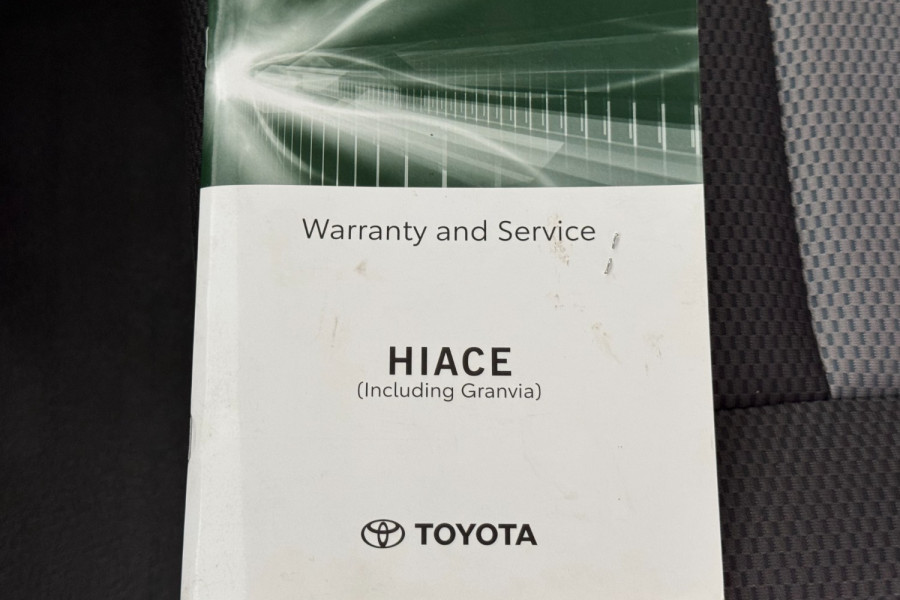 Warranty and Service
HIACE
(Including Granvia)
TOYOTA